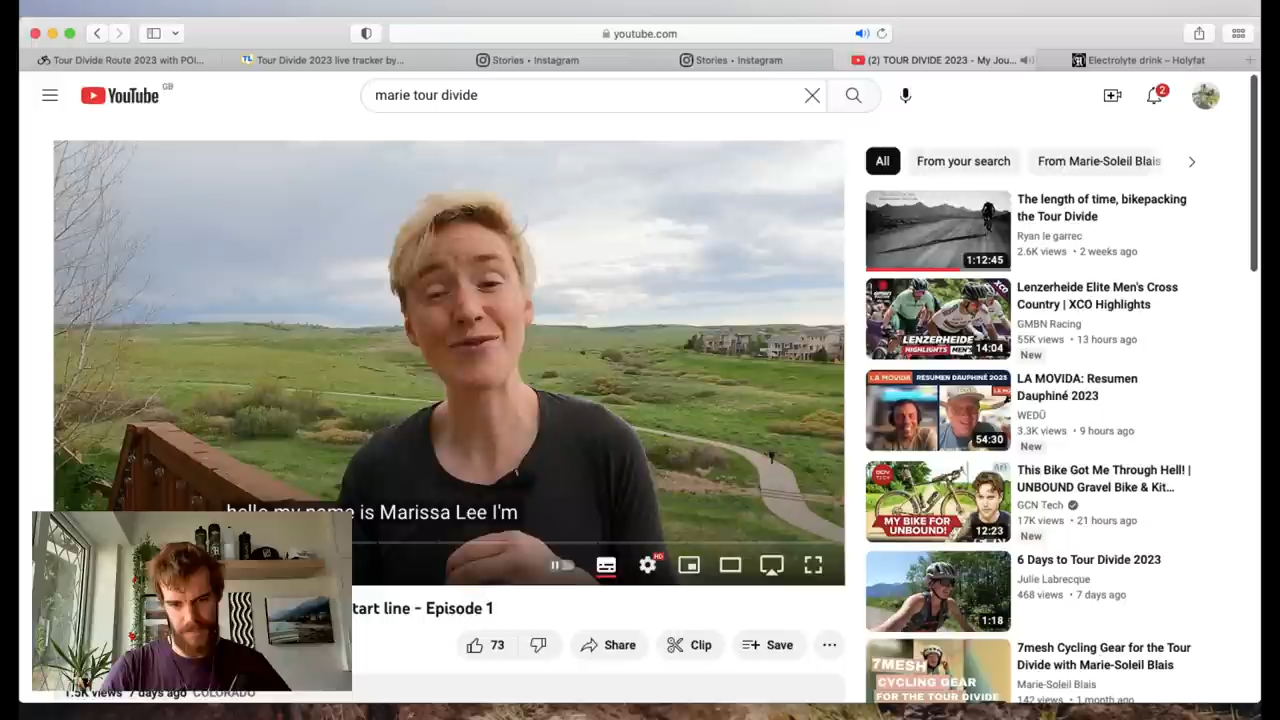 youtube.com
Tour Divide Route 2023 with POI...
TL
Tour Divide 2023 live tracker by...
Stories • Instagram
Stories • Instagram
(2) TOUR DIVIDE 2023 - My Jou...
Electrolyte drink – Holyfat
YouTube GB
marie tour divide
2
All
From your search
From Marie-Soleil Blais
The length of time, bikepacking
the Tour Divide
Ryan le garrec
2.6K views • 2 weeks ago
1:12:45
Lenzerheide Elite Men's Cross
Country | XCO Highlights
GMBN Racing
55K views • 13 hours ago
New
XCO
LENZERHEIDE
HIGHLIGHTS MEN'S
14:04
LA MOVIDA: Resumen
Dauphiné 2023
WEDŪ
3.3K views • 9 hours ago
New
LA MOVIDA RESUMEN DAUPHINÉ 2023
54:30
This Bike Got Me Through Hell! |
UNBOUND Gravel Bike & Kit...
GCN Tech
17K views • 21 hours ago
New
GCN
TECH
MY BIKE FOR
UNBOUND!
12:23
6 Days to Tour Divide 2023
Julie Labrecque
468 views • 7 days ago
1:18
7mesh Cycling Gear for the Tour
Divide with Marie-Soleil Blais
Marie-Soleil Blais
142 views • 1 month ago
7MESH
CYCLING GEAR
FOR THE TOUR DIVIDE
hello my name is Marissa Lee I'm
HD
tart line - Episode 1
73
Share
Clip
Save
1.5K views 7 days ago COLORADO